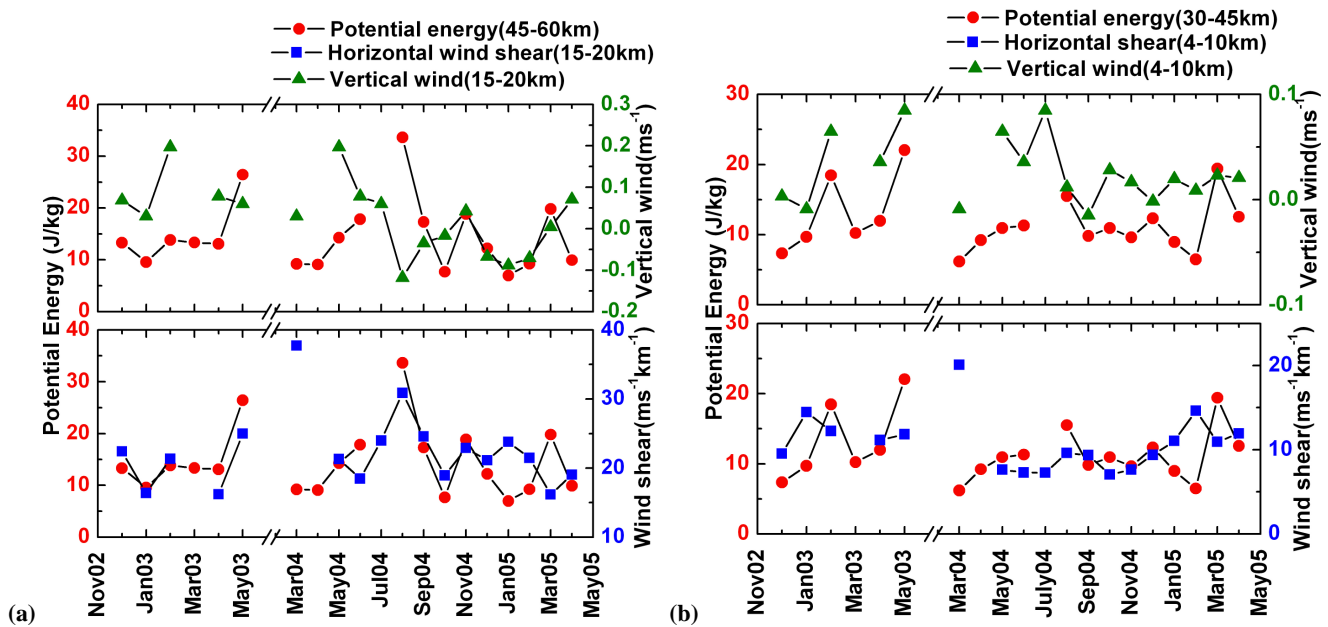 Potential energy(45-60km)
Horizontal wind shear(15-20km)
Vertical wind(15-20km)
40
30
20
10
0
0.3
0.2
0.1
0.0
-0.1
-0.2
Vertical wind(ms-1)
Potential Energy (J/kg)
40
30
20
10
0
40
30
20
10
Wind shear(ms-1km-1)
Nov02
Jan03
Mar03
May03
Mar04
May04
Jul04
Sep04
Nov04
Jan05
Mar05
May05
(a)
Potential energy(30-45km)
Horizontal shear(4-10km)
Vertical wind(4-10km)
30
20
10
0
0.1
0.0
-0.1
Vertical wind(ms-1)
Potential Energy (J/kg)
30
20
10
0
20
10
0
Wind shear(ms-1km-1)
Nov02
Jan03
Mar03
May03
Mar04
May04
July04
Sep04
Nov04
Jan05
Mar05
May05
(b)